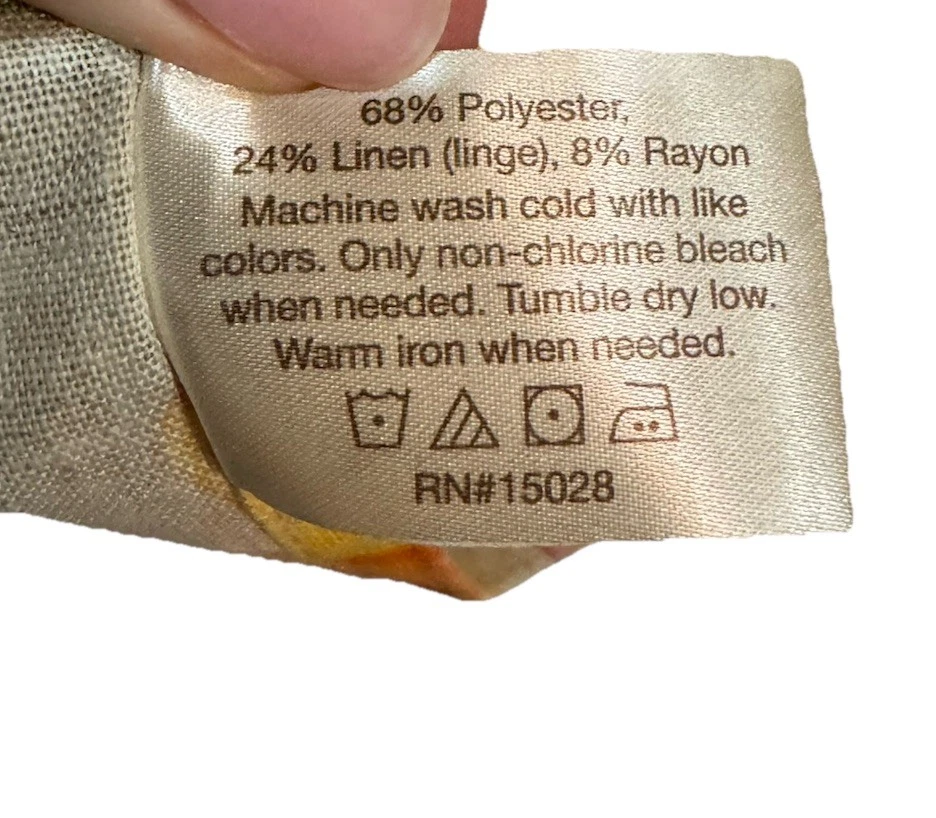 68% Polyester,
24% Linen (linge), 8% Rayon
Machine wash cold with like
colors. Only non-chlorine bleach
when needed. Tumble dry low.
Warm iron when needed.
RN#15028